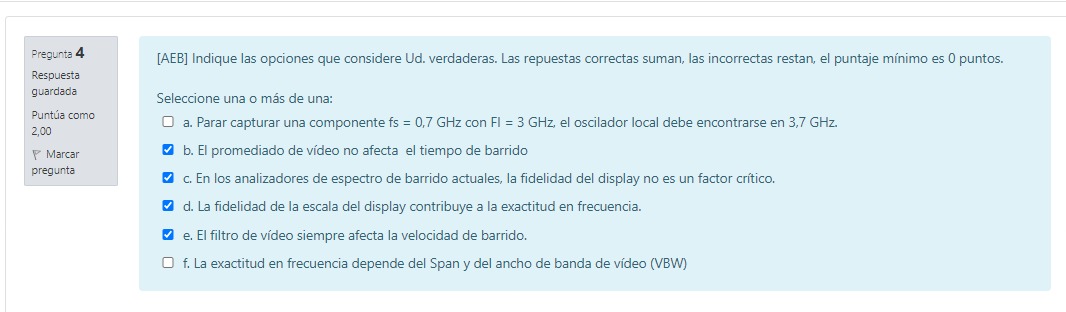 Pregunta 4
Respuesta
guardada
Puntúa como
2,00
Marcar
pregunta
[AEB] Indique las opciones que considere Ud. verdaderas. Las repuestas correctas suman, las incorrectas restan, el puntaje mínimo es 0 puntos.
Seleccione una o más de una:
a. Parar capturar una componente fs = 0,7 GHz con FI = 3 GHz, el oscilador local debe encontrarse en 3,7 GHz.
b. El promediado de vídeo no afecta el tiempo de barrido
c. En los analizadores de espectro de barrido actuales, la fidelidad del display no es un factor crítico.
d. La fidelidad de la escala del display contribuye a la exactitud en frecuencia.
e. El filtro de vídeo siempre afecta la velocidad de barrido.
f. La exactitud en frecuencia depende del Span y del ancho de banda de vídeo (VBW)